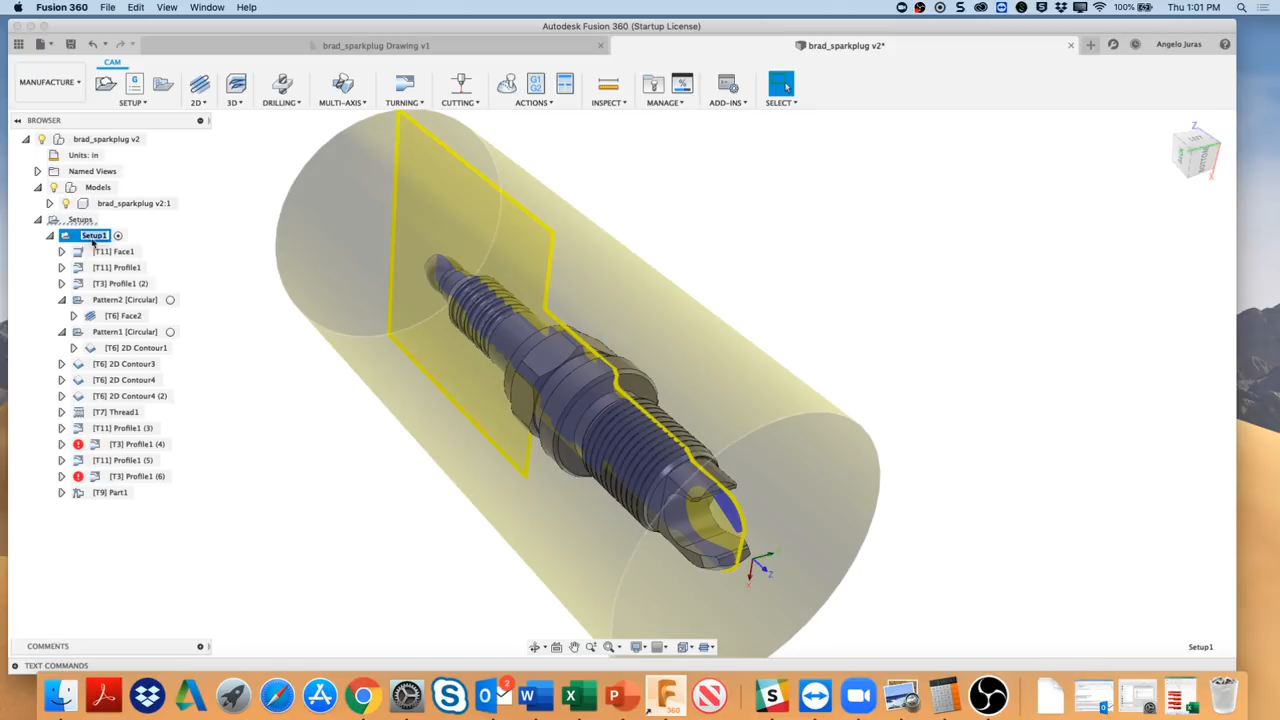 Fusion 360 File Edit View Window Help 100% Thu 1:01 PM
Autodesk Fusion 360 (Startup License)
brad_sparkplug Drawing v1 brad_sparkplug v2* Angelo Juras
CAM
MANUFACTURE
G G1 G2 %
SETUP 2D 3D DRILLING MULTI-AXIS TURNING CUTTING ACTIONS INSPECT MANAGE ADD-INS SELECT
BROWSER
brad_sparkplug v2
Units: in
Named Views
Models
brad_sparkplug v2:1
Setups
Setup1
[T11] Face1
[T11] Profile1
[T3] Profile1 (2)
Pattern2 [Circular]
[T6] Face2
Pattern1 [Circular]
[T6] 2D Contour1
[T6] 2D Contour3
[T6] 2D Contour4
[T6] 2D Contour4 (2)
[T7] Thread1
[T11] Profile1 (3)
[T3] Profile1 (4)
[T11] Profile1 (5)
[T3] Profile1 (6)
[T9] Part1
Z
X
Z
X
COMMENTS
Setup1
TEXT COMMANDS
2
360